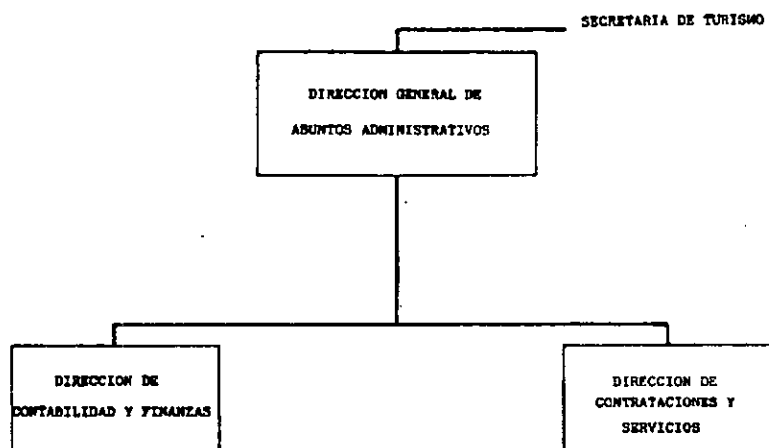 SECRETARIA DE TURISMO
DIRECCION GENERAL DE
ASUNTOS ADMINISTRATIVOS
DIRECCION DE
CONTABILIDAD Y FINANZAS
DIRECCION DE
CONTRATACIONES Y
SERVICIOS